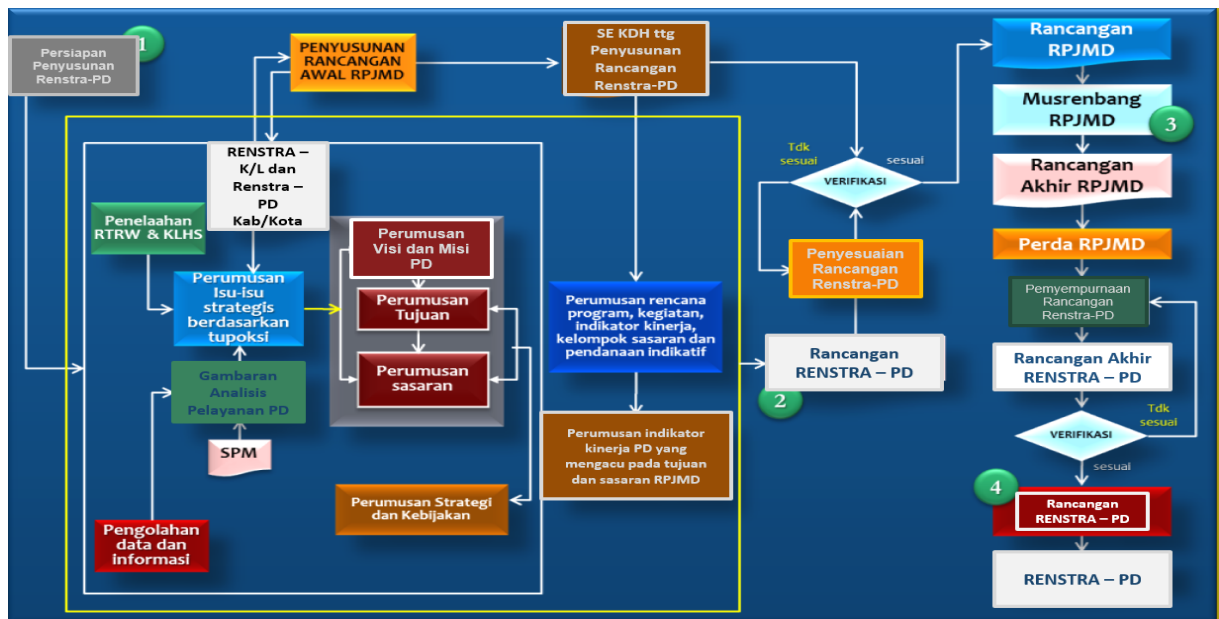 Persiapan
Penyusunan
Renstra-PD
1
PENYUSUNAN
RANCANGAN
AWAL RPJMD
SE KDH ttg
Penyusunan
Rancangan
Renstra-PD
RENSTRA –
K/L dan
Renstra –
PD
Kab/Kota
Penelaahan
RTRW & KLHS
Perumusan
Isu-isu
strategis
berdasarkan
tupoksi
Gambaran
Analisis
Pelayanan PD
SPM
Pengolahan
data dan
informasi
Perumusan
Visi dan Misi
PD
Perumusan
Tujuan
Perumusan
sasaran
Perumusan Strategi
dan Kebijakan
Perumusan rencana
program, kegiatan,
indikator kinerja,
kelompok sasaran dan
pendanaan indikatif
Perumusan indikator
kinerja PD yang
mengacu pada tujuan
dan sasaran RPJMD
Tdk
sesuai
sesuai
VERIFIKASI
Penyesuaian
Rancangan
Renstra-PD
Rancangan
RENSTRA – PD
2
Rancangan
RPJMD
Musrenbang
RPJMD
3
Rancangan
Akhir RPJMD
Perda RPJMD
Pemyempurnaan
Rancangan
Renstra-PD
Rancangan Akhir
RENSTRA – PD
Tdk
sesuai
VERIFIKASI
sesuai
4
Rancangan
RENSTRA – PD
RENSTRA – PD